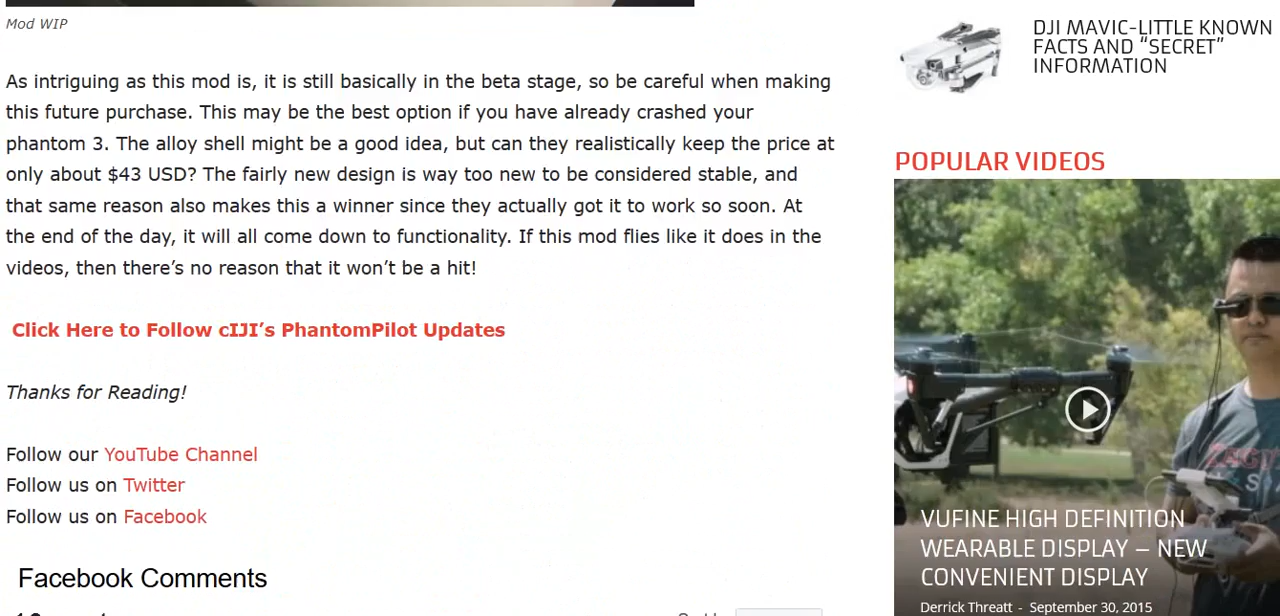 Mod WIP
As intriguing as this mod is, it is still basically in the beta stage, so be careful when making
this future purchase. This may be the best option if you have already crashed your
phantom 3. The alloy shell might be a good idea, but can they realistically keep the price at
only about $43 USD? The fairly new design is way too new to be considered stable, and
that same reason also makes this a winner since they actually got it to work so soon. At
the end of the day, it will all come down to functionality. If this mod flies like it does in the
videos, then there’s no reason that it won’t be a hit!
Click Here to Follow cIJI’s PhantomPilot Updates
Thanks for Reading!
Follow our YouTube Channel
Follow us on Twitter
Follow us on Facebook
Facebook Comments
DJI MAVIC-LITTLE KNOWN
FACTS AND “SECRET”
INFORMATION
POPULAR VIDEOS
VUFINE HIGH DEFINITION
WEARABLE DISPLAY – NEW
CONVENIENT DISPLAY
Derrick Threatt - September 30, 2015